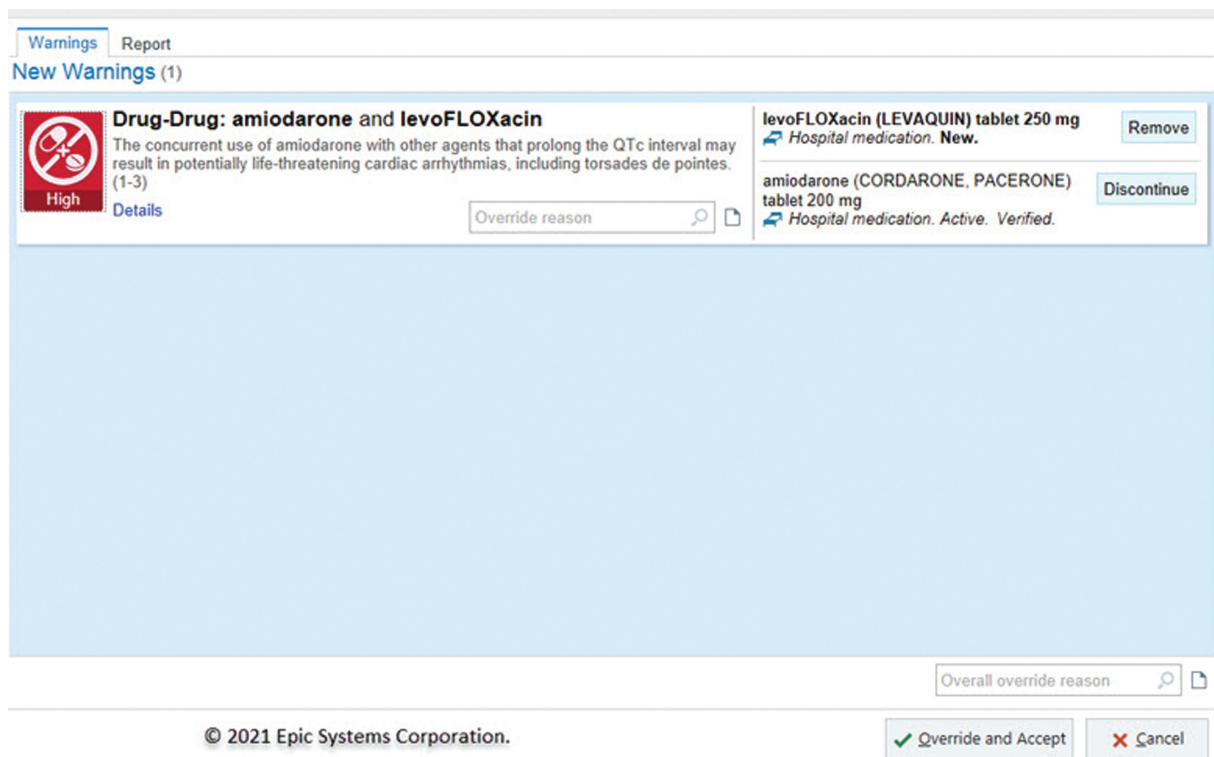 Warnings Report
New Warnings (1)
Drug-Drug: amiodarone and levoFLOXacin
The concurrent use of amiodarone with other agents that prolong the QTc interval may
result in potentially life-threatening cardiac arrhythmias, including torsades de pointes.
(1-3)
High
Details
Override reason
levoFLOXacin (LEVAQUIN) tablet 250 mg
Hospital medication. New.
Remove
amiodarone (CORDARONE, PACERONE)
tablet 200 mg
Hospital medication. Active. Verified.
Discontinue
Overall override reason
© 2021 Epic Systems Corporation.
Override and Accept
Cancel